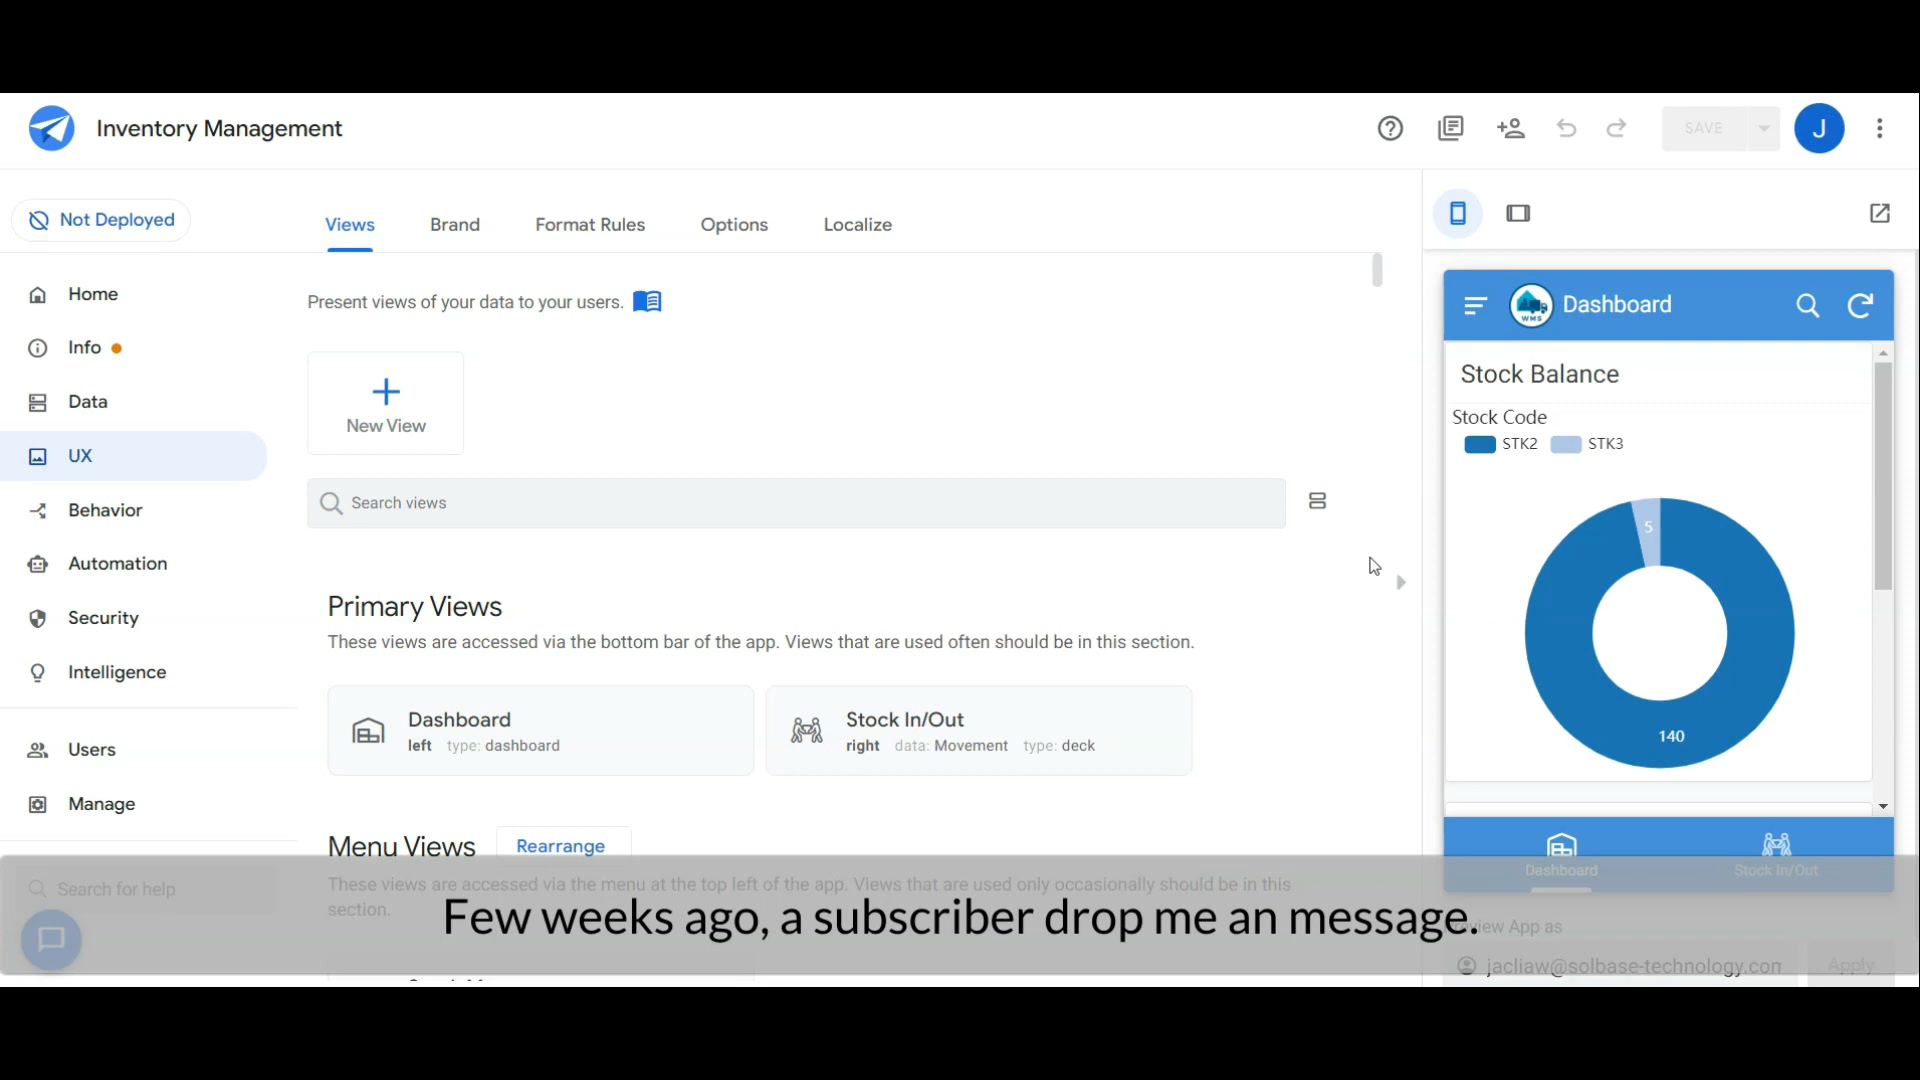 Inventory Management
SAVE
J
Not Deployed
Views Brand Format Rules Options Localize
Home
Info
Data
UX
Behavior
Automation
Security
Intelligence
Users
Manage
Search for help
Present views of your data to your users.
New View
Search views
Primary Views
These views are accessed via the bottom bar of the app. Views that are used often should be in this section.
Dashboard
left type: dashboard
Stock In/Out
right data: Movement type: deck
Menu Views Rearrange
These views are accessed via the menu at the top left of the app. Views that are used only occasionally should be in this
section.
WMS
Dashboard
Stock Balance
Stock Code
STK2 STK3
5
140
Dashboard Stock In/Out
Preview App as
jacliaw@solbase-technology.com Apply
Few weeks ago, a subscriber drop me an message.